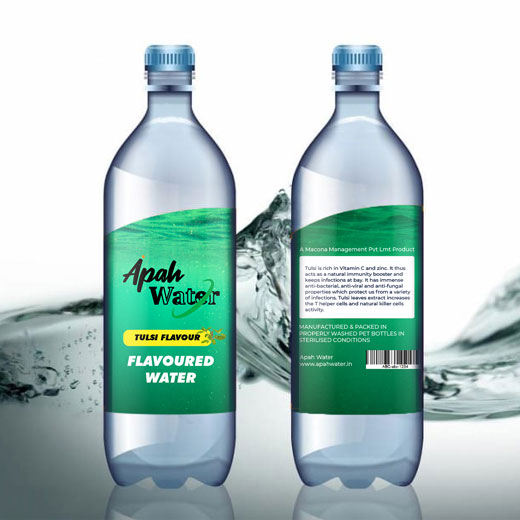 Apah
Water
TULSI FLAVOUR
FLAVOURED
WATER
A Macona Management Pvt Lmt Product
Tulsi is rich in Vitamin C and zinc. It thus
acts as a natural immunity booster and
keeps infections at bay. It has immense
anti-bacterial, anti-viral and anti-fungal
properties which protect us from a variety
of infections. Tulsi leaves extract increases
the T helper cells and natural killer cells
activity.
MANUFACTURED & PACKED IN
PROPERLY WASHED PET BOTTLES IN
STERILISED CONDITIONS
Apah Water
www.apahwater.in